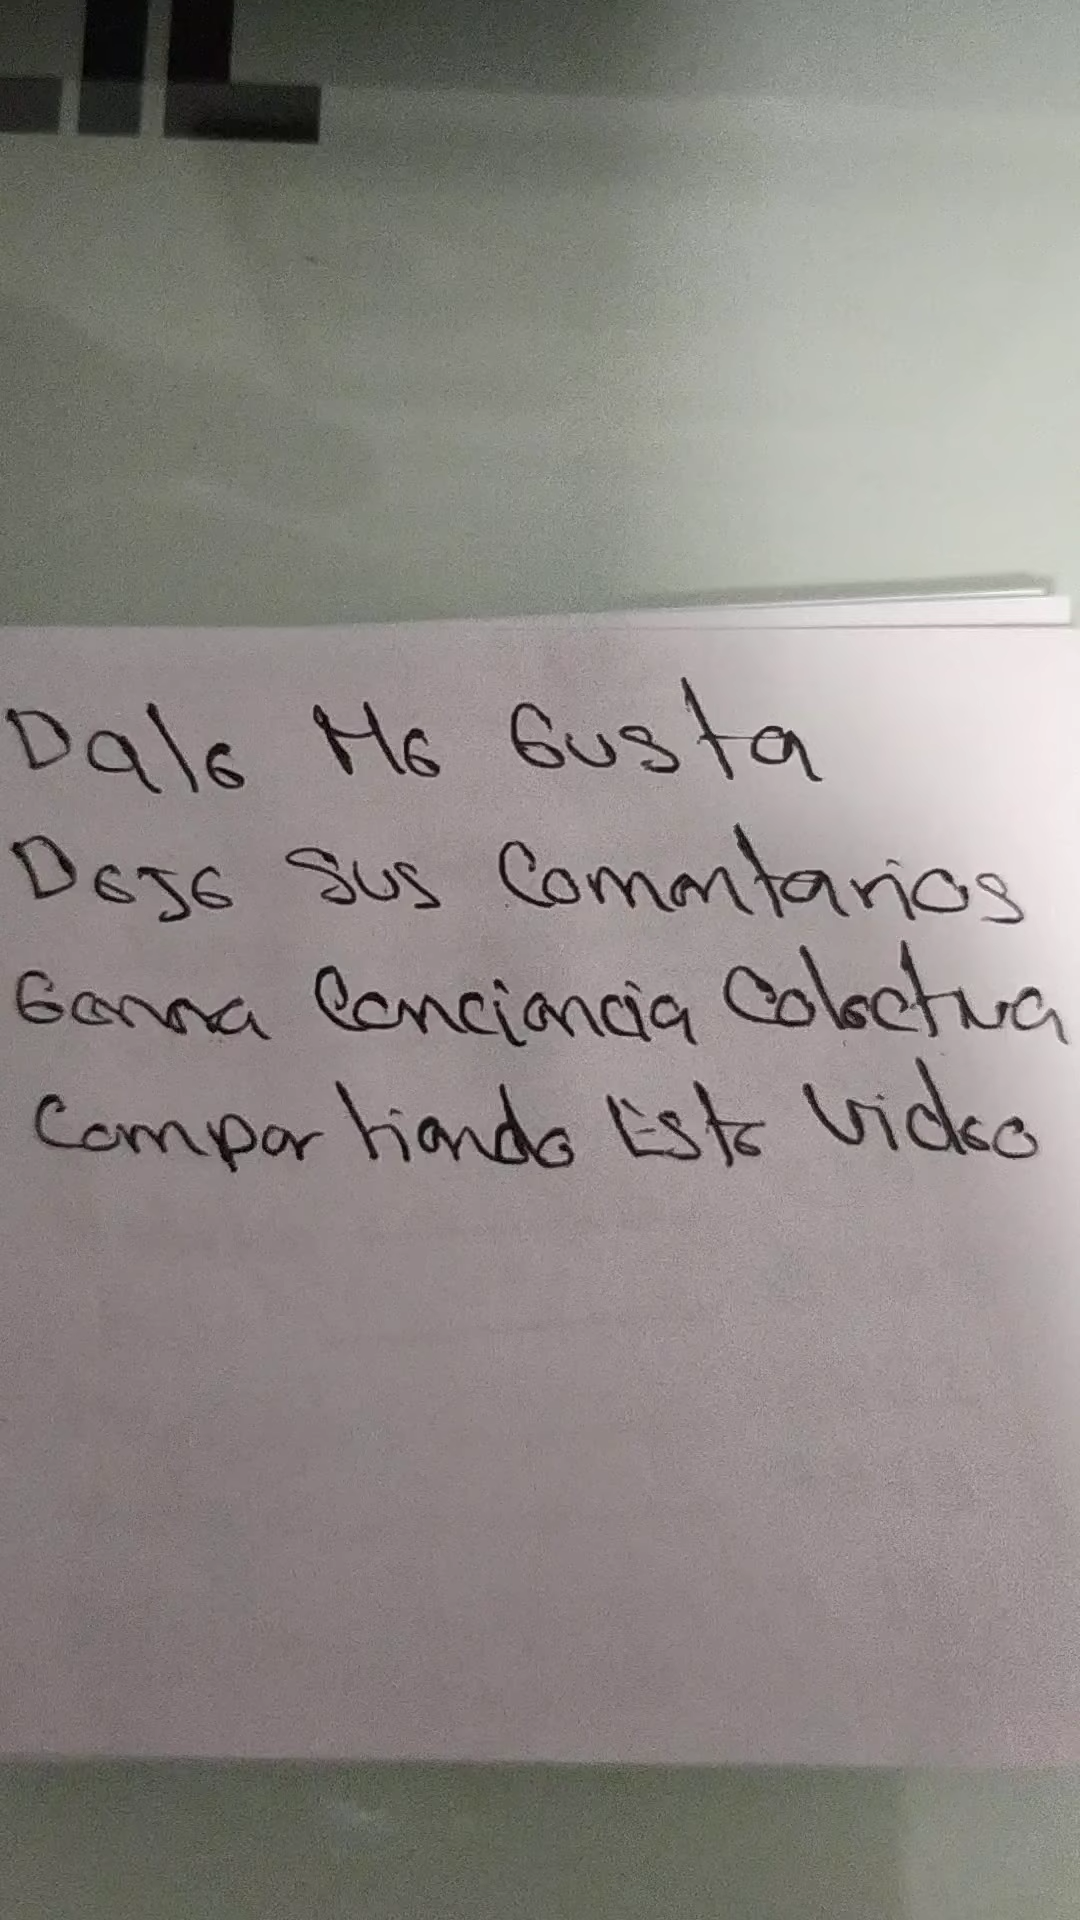 Dale Me Gusta
Deje Sus Comentarios
Genera Conciencia Colectiva
Compartiendo Este Video